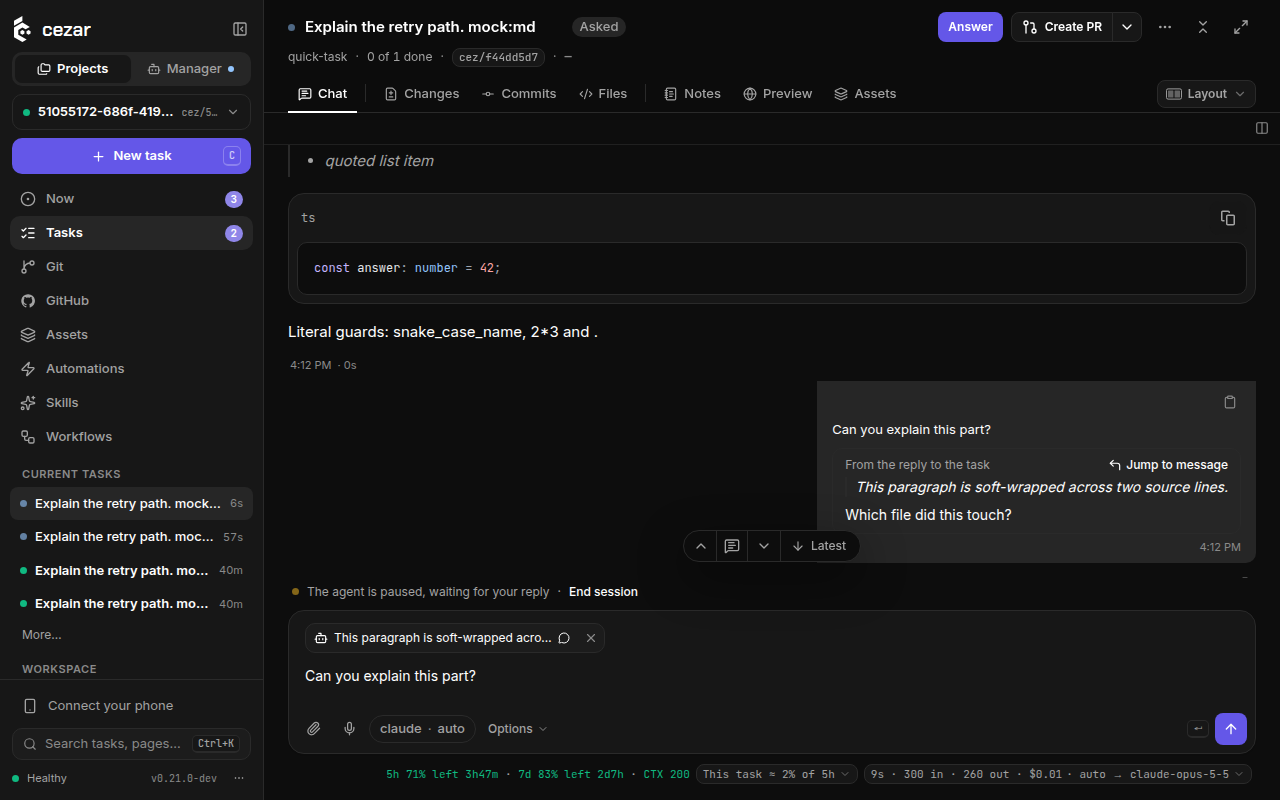 cezar
Projects
Manager
51055172-686f-419... cez/5…
New task C
Now 3
Tasks 2
Git
GitHub
Assets
Automations
Skills
Workflows
CURRENT TASKS
Explain the retry path. mock... 6s
Explain the retry path. moc... 57s
Explain the retry path. mo... 40m
Explain the retry path. mo... 40m
More...
WORKSPACE
Connect your phone
Search tasks, pages... Ctrl+K
Healthy v0.21.0-dev ...
Explain the retry path. mock:md Asked
Answer
Create PR
quick-task · 0 of 1 done · cez/f44dd5d7 · –
Chat
Changes
Commits
Files
Notes
Preview
Assets
Layout
• quoted list item
ts
const answer: number = 42;
Literal guards: snake_case_name, 2*3 and .
4:12 PM · 0s
Can you explain this part?
From the reply to the task Jump to message
This paragraph is soft-wrapped across two source lines.
Which file did this touch?
4:12 PM
Latest
The agent is paused, waiting for your reply · End session
This paragraph is soft-wrapped acro...
Can you explain this part?
claude · auto
Options
5h 71% left 3h47m · 7d 83% left 2d7h · CTX 200
This task ≈ 2% of 5h
9s · 300 in · 260 out · $0.01 · auto → claude-opus-5-5